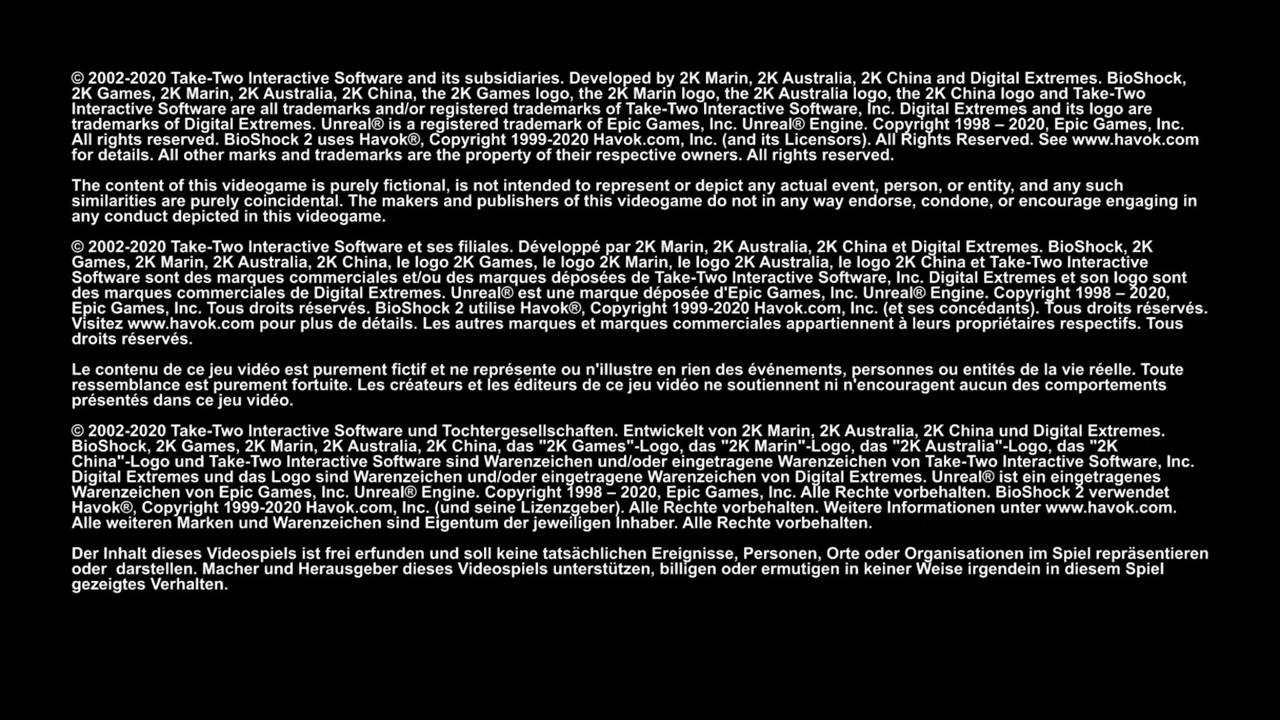 © 2002-2020 Take-Two Interactive Software and its subsidiaries. Developed by 2K Marin, 2K Australia, 2K China and Digital Extremes. BioShock,
2K Games, 2K Marin, 2K Australia, 2K China, the 2K Games logo, the 2K Marin logo, the 2K Australia logo, the 2K China logo and Take-Two
Interactive Software are all trademarks and/or registered trademarks of Take-Two Interactive Software, Inc. Digital Extremes and its logo are
trademarks of Digital Extremes. Unreal® is a registered trademark of Epic Games, Inc. Unreal® Engine. Copyright 1998 – 2020, Epic Games, Inc.
All rights reserved. BioShock 2 uses Havok®, Copyright 1999-2020 Havok.com, Inc. (and its Licensors). All Rights Reserved. See www.havok.com
for details. All other marks and trademarks are the property of their respective owners. All rights reserved.
The content of this videogame is purely fictional, is not intended to represent or depict any actual event, person, or entity, and any such
similarities are purely coincidental. The makers and publishers of this videogame do not in any way endorse, condone, or encourage engaging in
any conduct depicted in this videogame.
© 2002-2020 Take-Two Interactive Software et ses filiales. Développé par 2K Marin, 2K Australia, 2K China et Digital Extremes. BioShock, 2K
Games, 2K Marin, 2K Australia, 2K China, le logo 2K Games, le logo 2K Marin, le logo 2K Australia, le logo 2K China et Take-Two Interactive
Software sont des marques commerciales et/ou des marques déposées de Take-Two Interactive Software, Inc. Digital Extremes et son logo sont
des marques commerciales de Digital Extremes. Unreal® est une marque déposée d'Epic Games, Inc. Unreal® Engine. Copyright 1998 – 2020,
Epic Games, Inc. Tous droits réservés. BioShock 2 utilise Havok®, Copyright 1999-2020 Havok.com, Inc. (et ses concédants). Tous droits réservés.
Visitez www.havok.com pour plus de détails. Les autres marques et marques commerciales appartiennent à leurs propriétaires respectifs. Tous
droits réservés.
Le contenu de ce jeu vidéo est purement fictif et ne représente ou n'illustre en rien des événements, personnes ou entités de la vie réelle. Toute
ressemblance est purement fortuite. Les créateurs et les éditeurs de ce jeu vidéo ne soutiennent ni n'encouragent aucun des comportements
présentés dans ce jeu vidéo.
© 2002-2020 Take-Two Interactive Software und Tochtergesellschaften. Entwickelt von 2K Marin, 2K Australia, 2K China und Digital Extremes.
BioShock, 2K Games, 2K Marin, 2K Australia, 2K China, das "2K Games"-Logo, das "2K Marin"-Logo, das "2K Australia"-Logo, das "2K
China"-Logo und Take-Two Interactive Software sind Warenzeichen und/oder eingetragene Warenzeichen von Take-Two Interactive Software, Inc.
Digital Extremes und das Logo sind Warenzeichen und/oder eingetragene Warenzeichen von Digital Extremes. Unreal® ist ein eingetragenes
Warenzeichen von Epic Games, Inc. Unreal® Engine. Copyright 1998 – 2020, Epic Games, Inc. Alle Rechte vorbehalten. BioShock 2 verwendet
Havok®, Copyright 1999-2020 Havok.com, Inc. (und seine Lizenzgeber). Alle Rechte vorbehalten. Weitere Informationen unter www.havok.com.
Alle weiteren Marken und Warenzeichen sind Eigentum der jeweiligen Inhaber. Alle Rechte vorbehalten.
Der Inhalt dieses Videospiels ist frei erfunden und soll keine tatsächlichen Ereignisse, Personen, Orte oder Organisationen im Spiel repräsentieren
oder  darstellen. Macher und Herausgeber dieses Videospiels unterstützen, billigen oder ermutigen in keiner Weise irgendein in diesem Spiel
gezeigtes Verhalten.